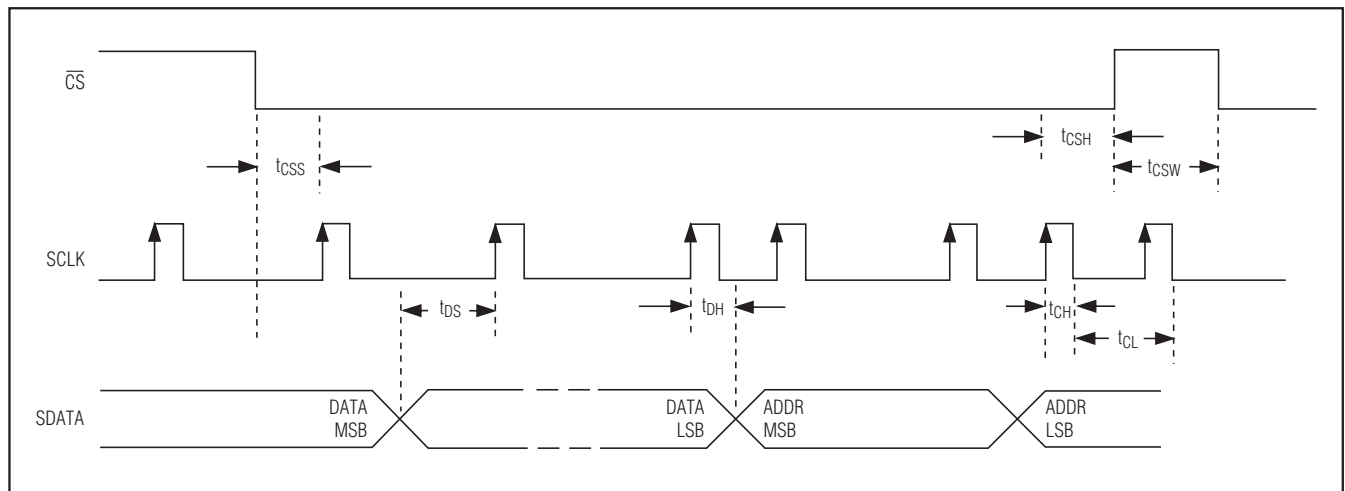 CS
tCSS
tCSH
tCSW
SCLK
tDS
tDH
tCH
tCL
SDATA
DATA
MSB
DATA
LSB
ADDR
MSB
ADDR
LSB